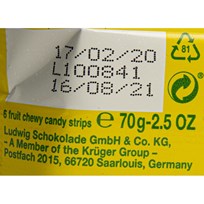 17/02/20
L100841
16/08/21
81
6 fruit chewy candy strips ℮ 70g-2.5 OZ
Ludwig Schokolade GmbH & Co. KG,
- A Member of the Krüger Group -
Postfach 2015, 66720 Saarlouis, Germany